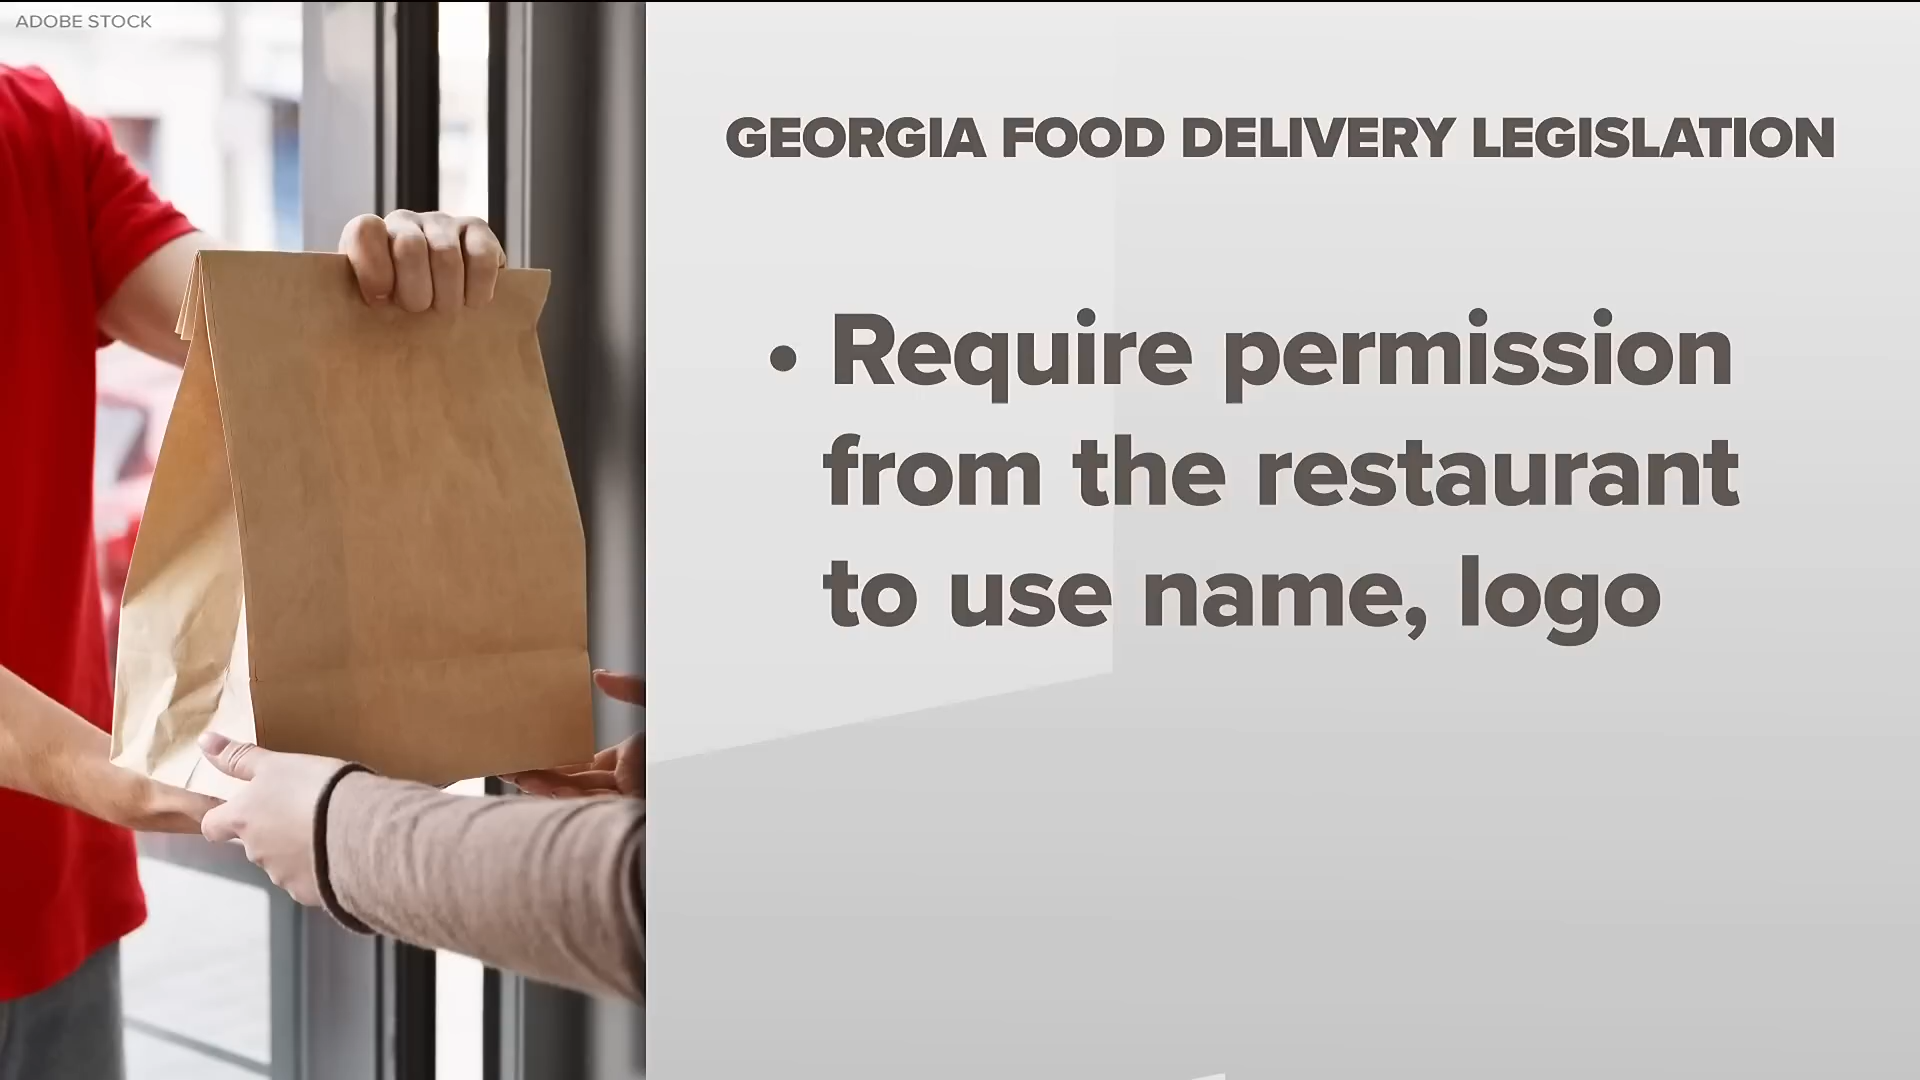 ADOBE STOCK
GEORGIA FOOD DELIVERY LEGISLATION
• Require permission
from the restaurant
to use name, logo